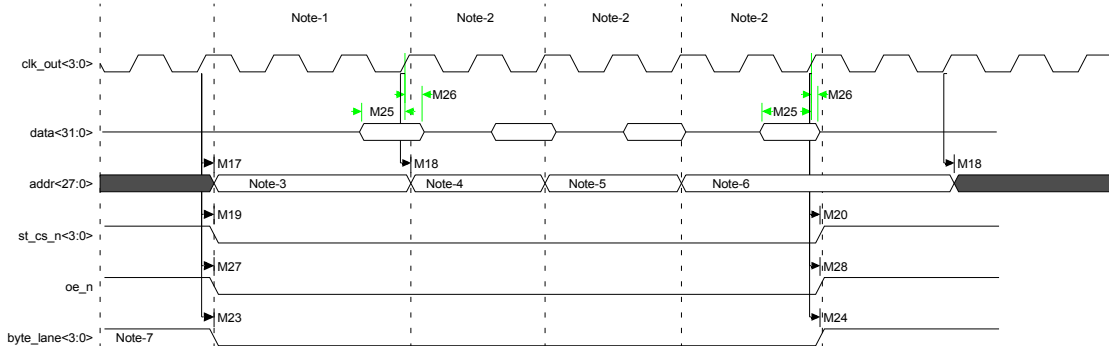 Note-1 Note-2 Note-2 Note-2
clk_out<3:0>
M26 M26
M25 M25
data<31:0>
M17 M18 M18
addr<27:0> Note-3 Note-4 Note-5 Note-6
M19 M20
st_cs_n<3:0>
M27 M28
oe_n
M23 M24
byte_lane<3:0> Note-7